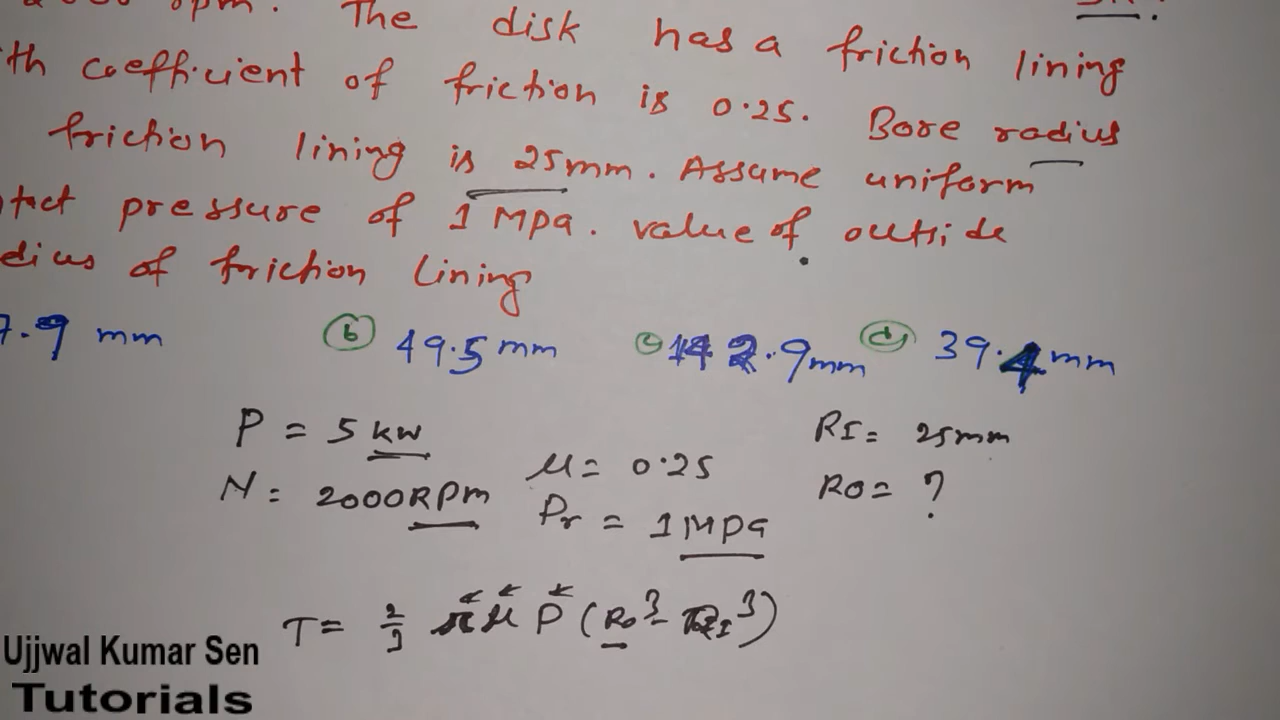 rpm. The disk has a friction lining
th coefficient of friction is 0.25. Bore radius
friction lining is 25mm. Assume uniform
tact pressure of 1 Mpa. value of outside
dius of friction lining
7.9 mm (b) 49.5 mm (c) 142.9mm (d) 39.4mm
P = 5 kw
N = 2000RPm
μ = 0.25
Pr = 1MPa
RI = 25mm
RO = ?
T = 2/3 π μ P (Ro³ - RI³)
Ujjwal Kumar Sen
Tutorials